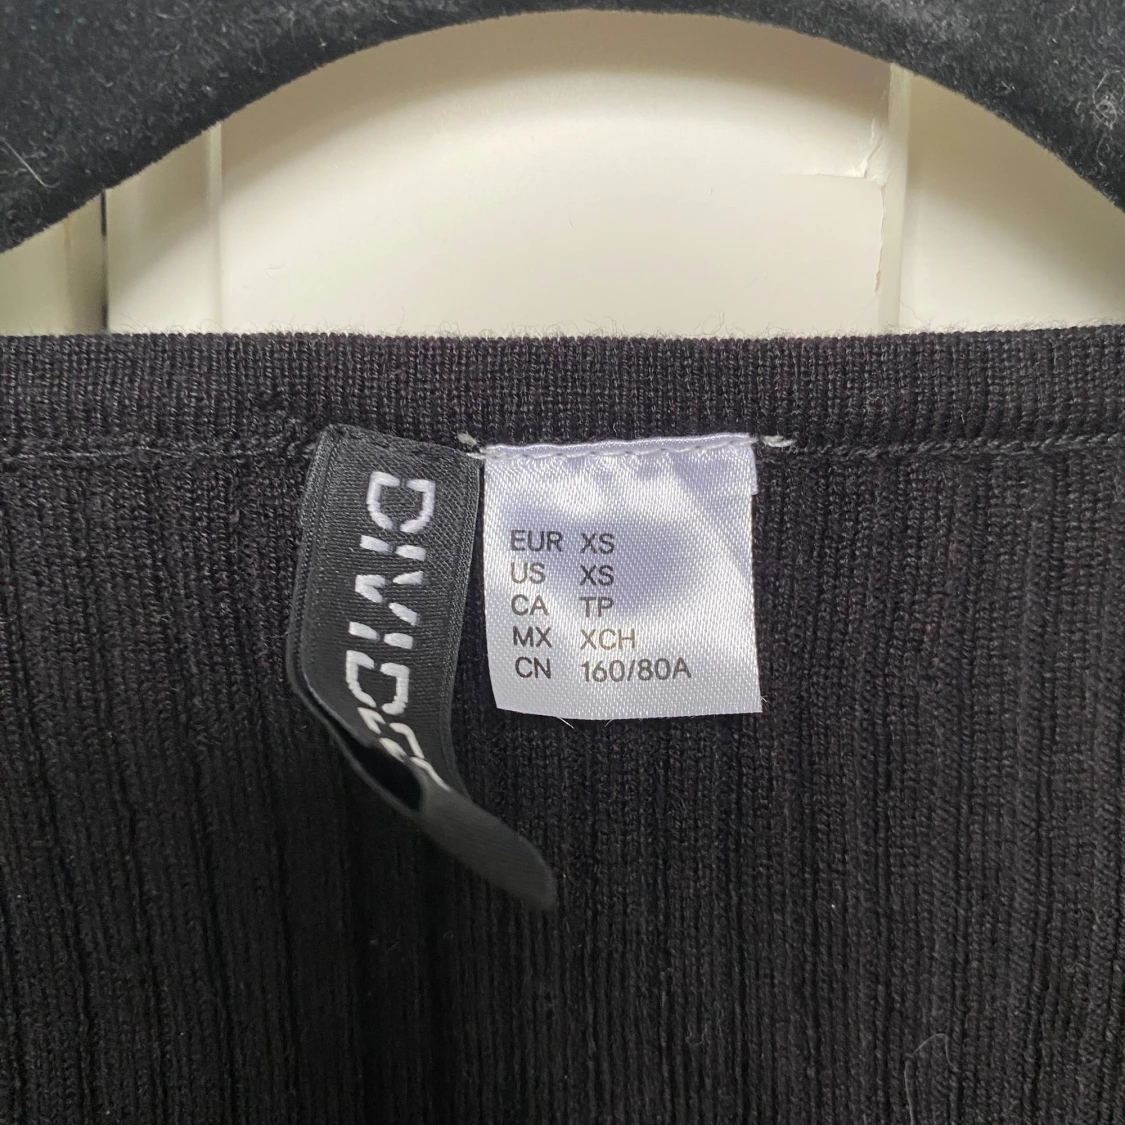 DIVIDED
EUR XS
US XS
CA TP
MX XCH
CN 160/80A